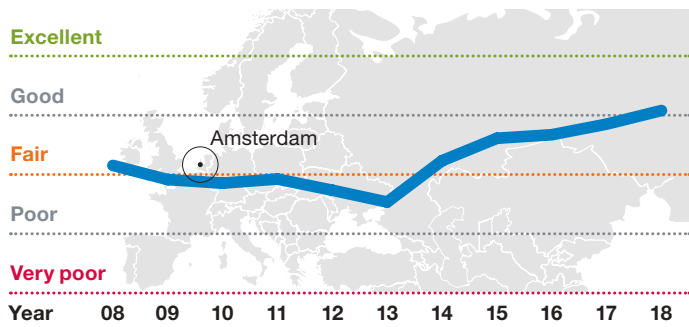 Excellent
Good
Amsterdam
Fair
Poor
Very poor
Year 08 09 10 11 12 13 14 15 16 17 18